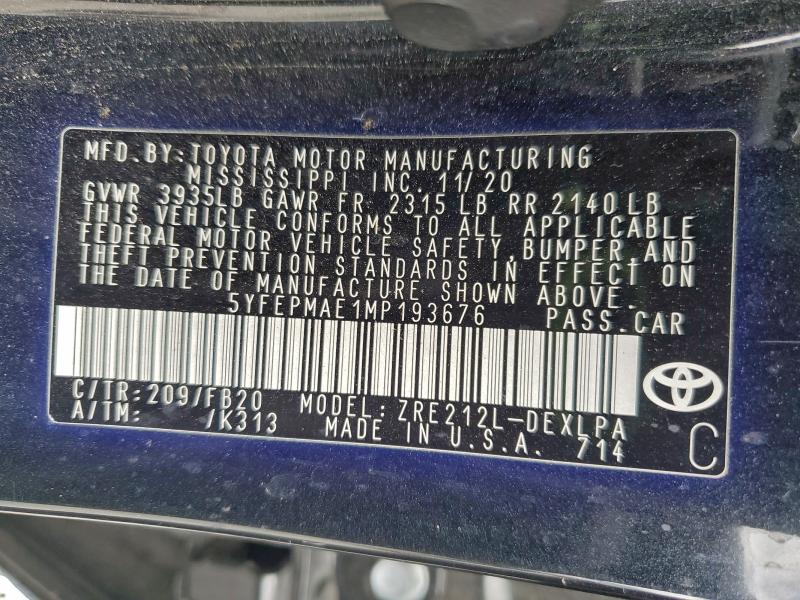 MFD.BY:TOYOTA MOTOR MANUFACTURING
MISSISSIPPI INC. 11/20
GVWR 3935LB GAWR FR 2315 LB RR 2140 LB
THIS VEHICLE CONFORMS TO ALL APPLICABLE
FEDERAL MOTOR VEHICLE SAFETY,BUMPER,AND
THEFT PREVENTION STANDARDS IN EFFECT ON
THE DATE OF MANUFACTURE SHOWN ABOVE.
5YFEPMAE1MP193676 PASS.CAR
C/TR:209/FB20 MODEL:ZRE212L-DEXLPA
A/TM: /K313 MADE IN U.S.A. 714
C